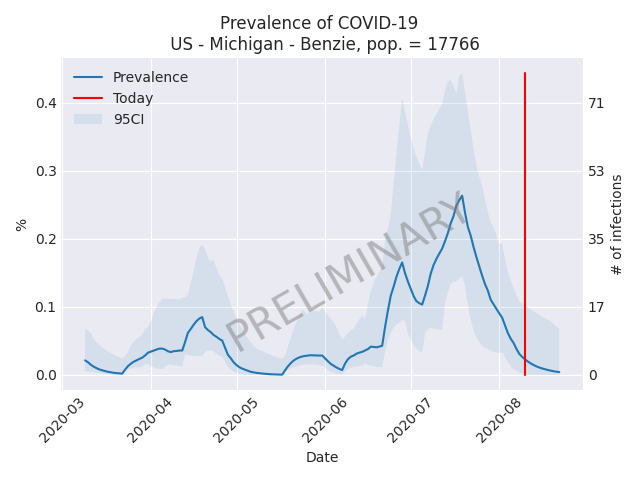 Prevalence of COVID-19
US - Michigan - Benzie, pop. = 17766
Prevalence
Today
95CI
PRELIMINARY
%
0.4
0.3
0.2
0.1
0.0
71
53
35
17
0
# of infections
2020-03
2020-04
2020-05
2020-06
2020-07
2020-08
Date